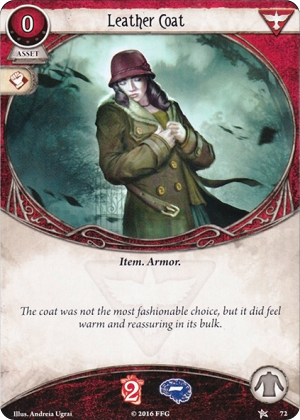 Leather Coat
0
ASSET
Item. Armor.
The coat was not the most fashionable choice, but it did feel
warm and reassuring in its bulk.
2
-
Illus. Andreia Ugrai
© 2016 FFG
72